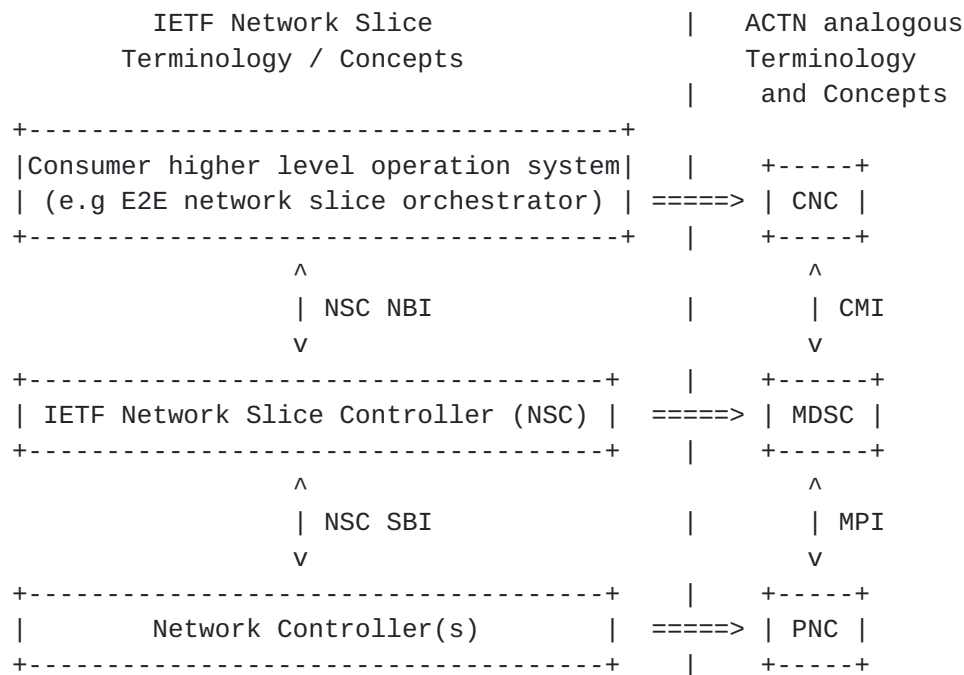 IETF Network Slice | ACTN analogous
Terminology / Concepts Terminology
| and Concepts
+--------------------------------------+
|Consumer higher level operation system| | +-----+
| (e.g E2E network slice orchestrator) | =====> | CNC |
+--------------------------------------+ | +-----+
^ ^
| NSC NBI | | CMI
v v
+-------------------------------------+ | +------+
| IETF Network Slice Controller (NSC) | =====> | MDSC |
+-------------------------------------+ | +------+
^ ^
| NSC SBI | | MPI
v v
+-------------------------------------+ | +-----+
| Network Controller(s) | =====> | PNC |
+-------------------------------------+ | +-----+